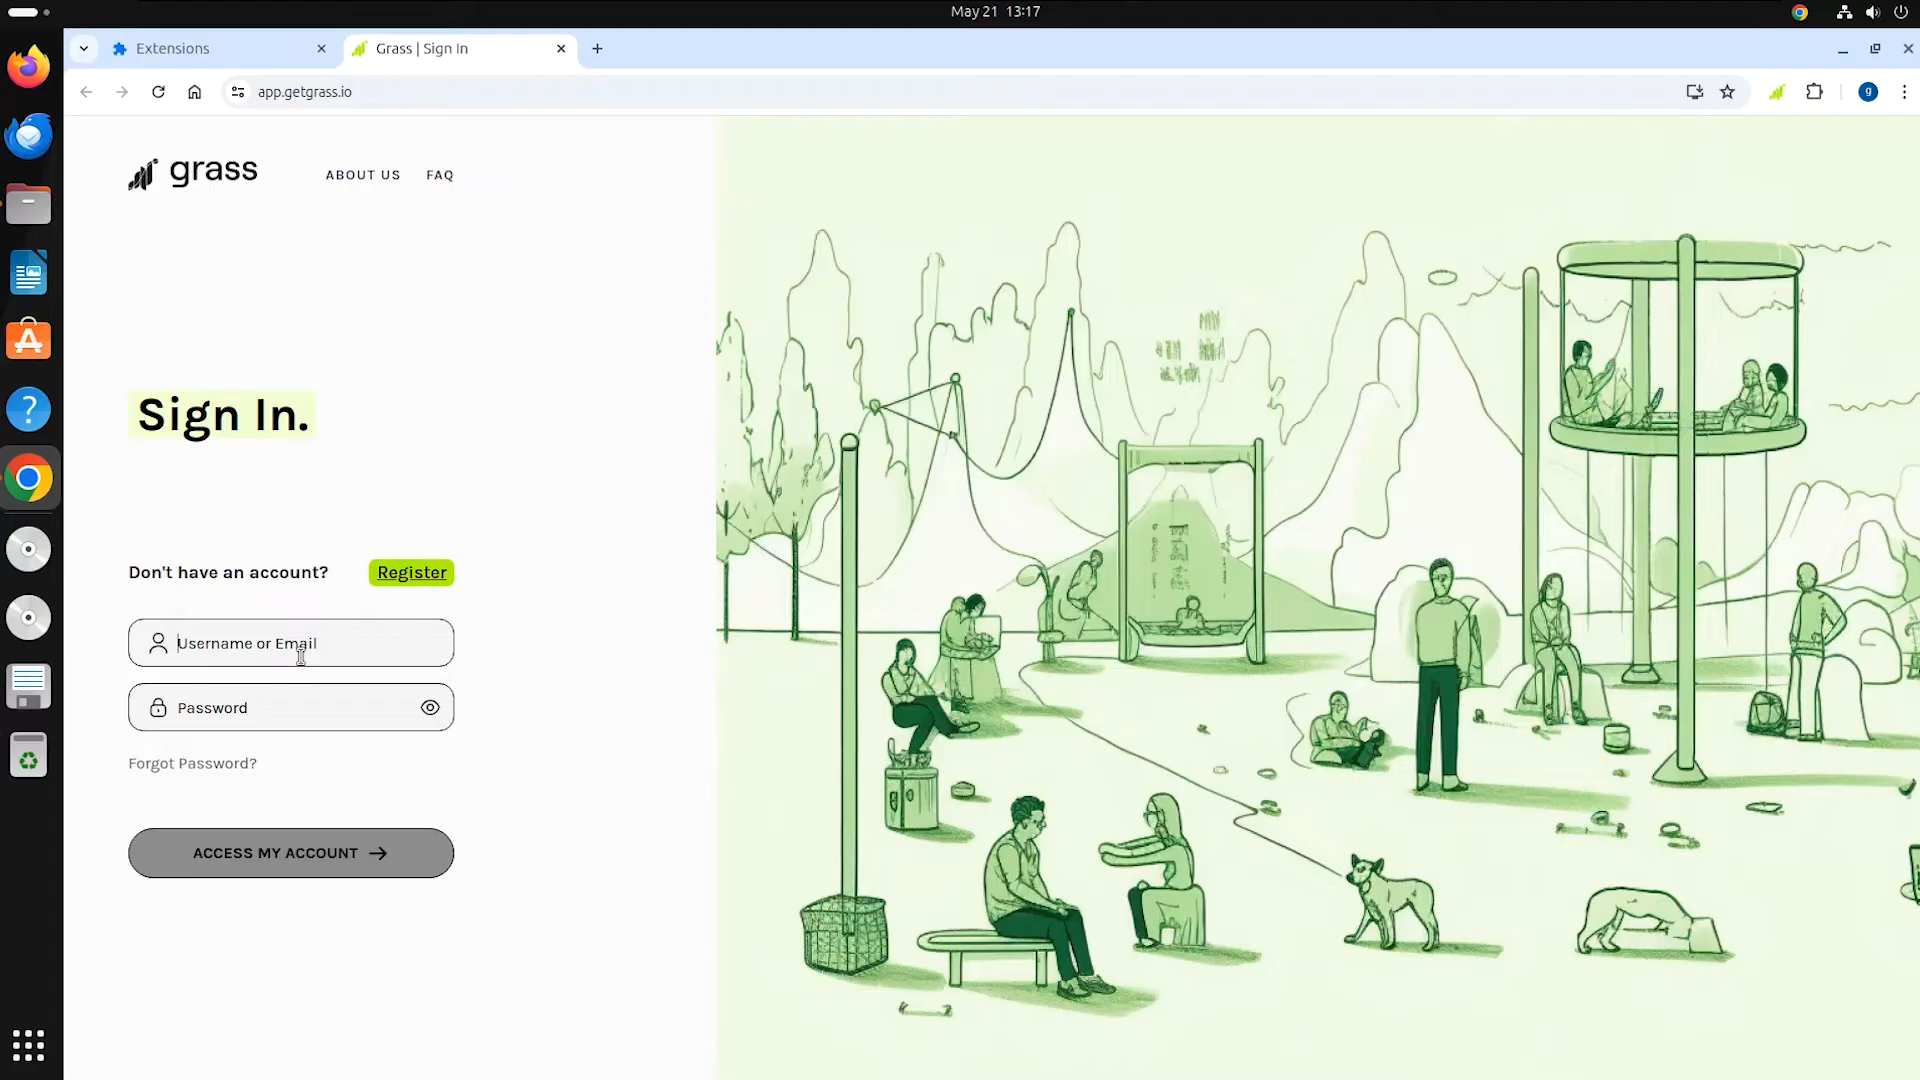 May 21 13:17
Extensions
Grass | Sign In
app.getgrass.io
g
grass
ABOUT US
FAQ
Sign In.
Don't have an account?
Register
Username or Email
Password
Forgot Password?
ACCESS MY ACCOUNT